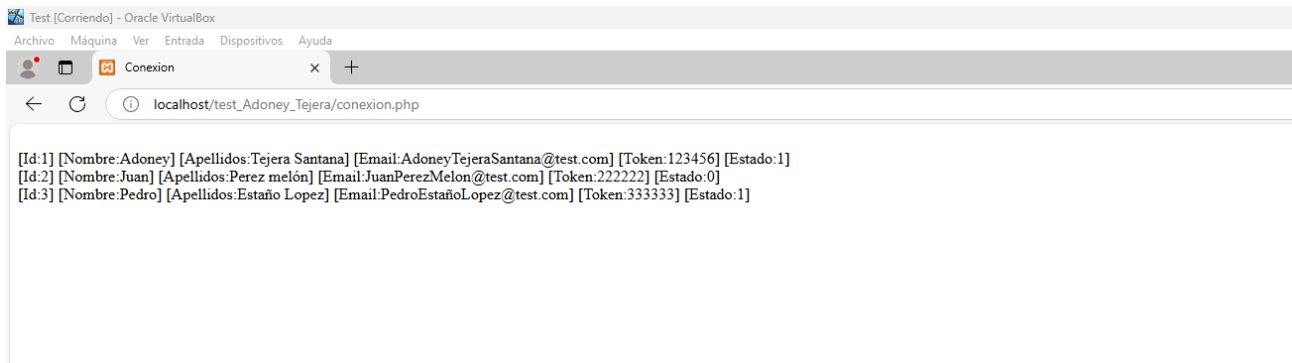 Test [Corriendo] - Oracle VirtualBox
Archivo Máquina Ver Entrada Dispositivos Ayuda
Conexion
localhost/test_Adoney_Tejera/conexion.php
[Id:1] [Nombre:Adoney] [Apellidos:Tejera Santana] [Email:AdoneyTejeraSantana@test.com] [Token:123456] [Estado:1]
[Id:2] [Nombre:Juan] [Apellidos:Perez melón] [Email:JuanPerezMelon@test.com] [Token:222222] [Estado:0]
[Id:3] [Nombre:Pedro] [Apellidos:Estaño Lopez] [Email:PedroEstañoLopez@test.com] [Token:333333] [Estado:1]